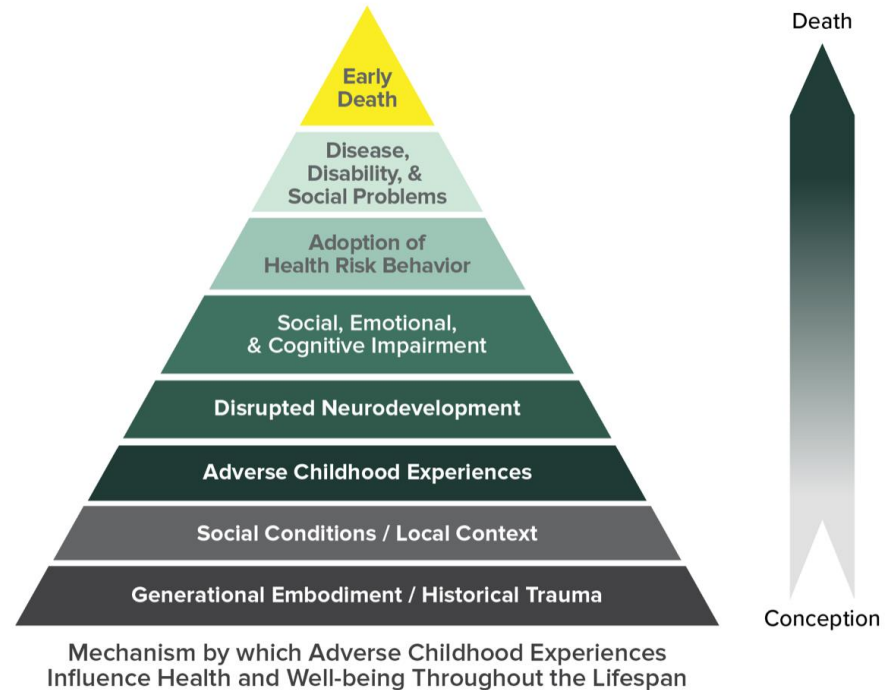 Death
Early
Death
Disease,
Disability, &
Social Problems
Adoption of
Health Risk Behavior
Social, Emotional,
& Cognitive Impairment
Disrupted Neurodevelopment
Adverse Childhood Experiences
Social Conditions / Local Context
Generational Embodiment / Historical Trauma
Conception
Mechanism by which Adverse Childhood Experiences
Influence Health and Well-being Throughout the Lifespan